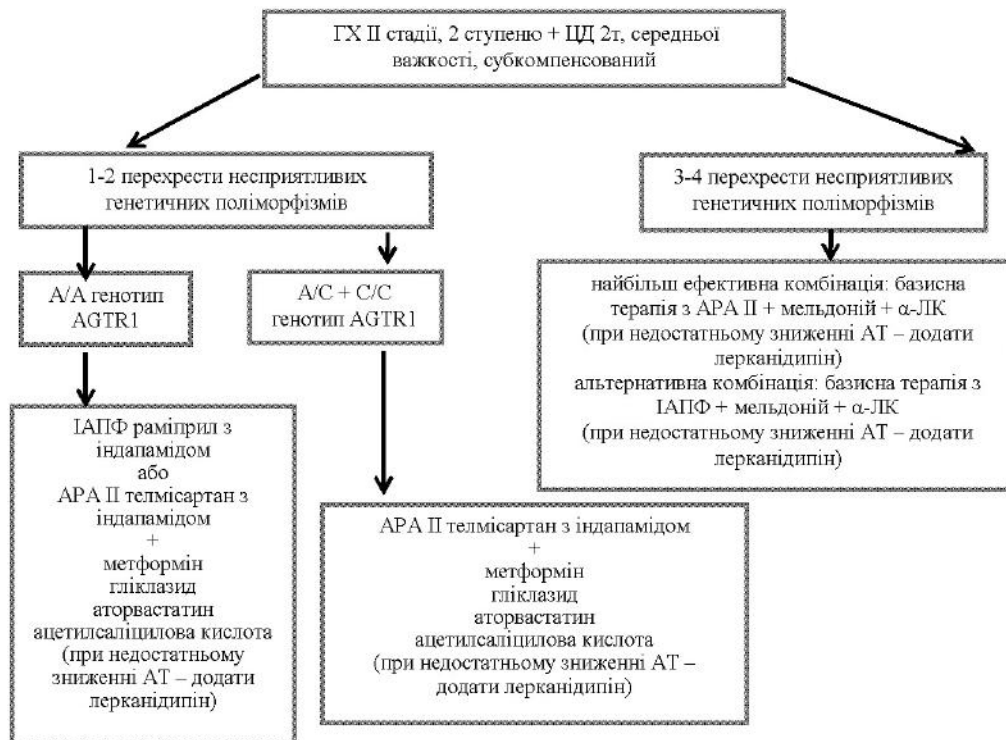 ГХ ІІ стадії, 2 ступеню + ЦД 2т, середньої
важкості, субкомпенсований
1-2 перехрести несприятливих
генетичних поліморфізмів
3-4 перехрести несприятливих
генетичних поліморфізмів
А/А генотип
AGTR1
А/С + С/С
генотип AGTR1
найбільш ефективна комбінація: базисна
терапія з АРА ІІ + мельдоній + α-ЛК
(при недостатньому зниженні АТ – додати
лерканідипін)
альтернативна комбінація: базисна терапія з
ІАПФ + мельдоній + α-ЛК
(при недостатньому зниженні АТ – додати
лерканідипін)
ІАПФ раміприл з
індапамідом
або
АРА ІІ телмісартан з
індапамідом
+
метформін
гліклазид
аторвастатин
ацетилсаліцилова кислота
(при недостатньому
зниженні АТ – додати
лерканідипін)
АРА ІІ телмісартан з індапамідом
+
метформін
гліклазид
аторвастатин
ацетилсаліцилова кислота
(при недостатньому зниженні АТ –
додати лерканідипін)